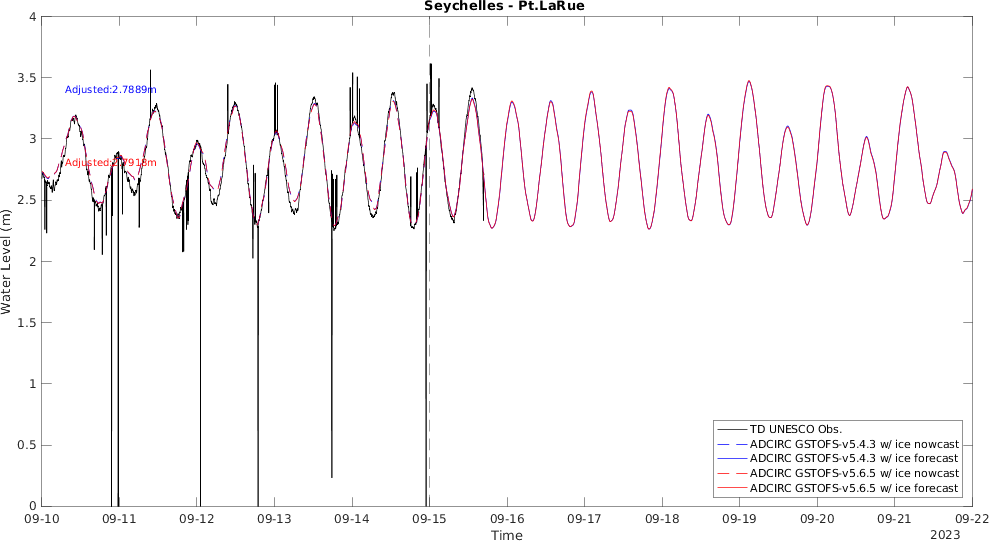 Seychelles - Pt.LaRue
4
3.5
3
2.5
2
1.5
1
0.5
0
Water Level (m)
Adjusted:2.7889m
Adjusted:2.7918m
TD UNESCO Obs.
ADCIRC GSTOFS-v5.4.3 w/ ice nowcast
ADCIRC GSTOFS-v5.4.3 w/ ice forecast
ADCIRC GSTOFS-v5.6.5 w/ ice nowcast
ADCIRC GSTOFS-v5.6.5 w/ ice forecast
09-10 09-11 09-12 09-13 09-14 09-15 09-16 09-17 09-18 09-19 09-20 09-21 09-22
Time
2023